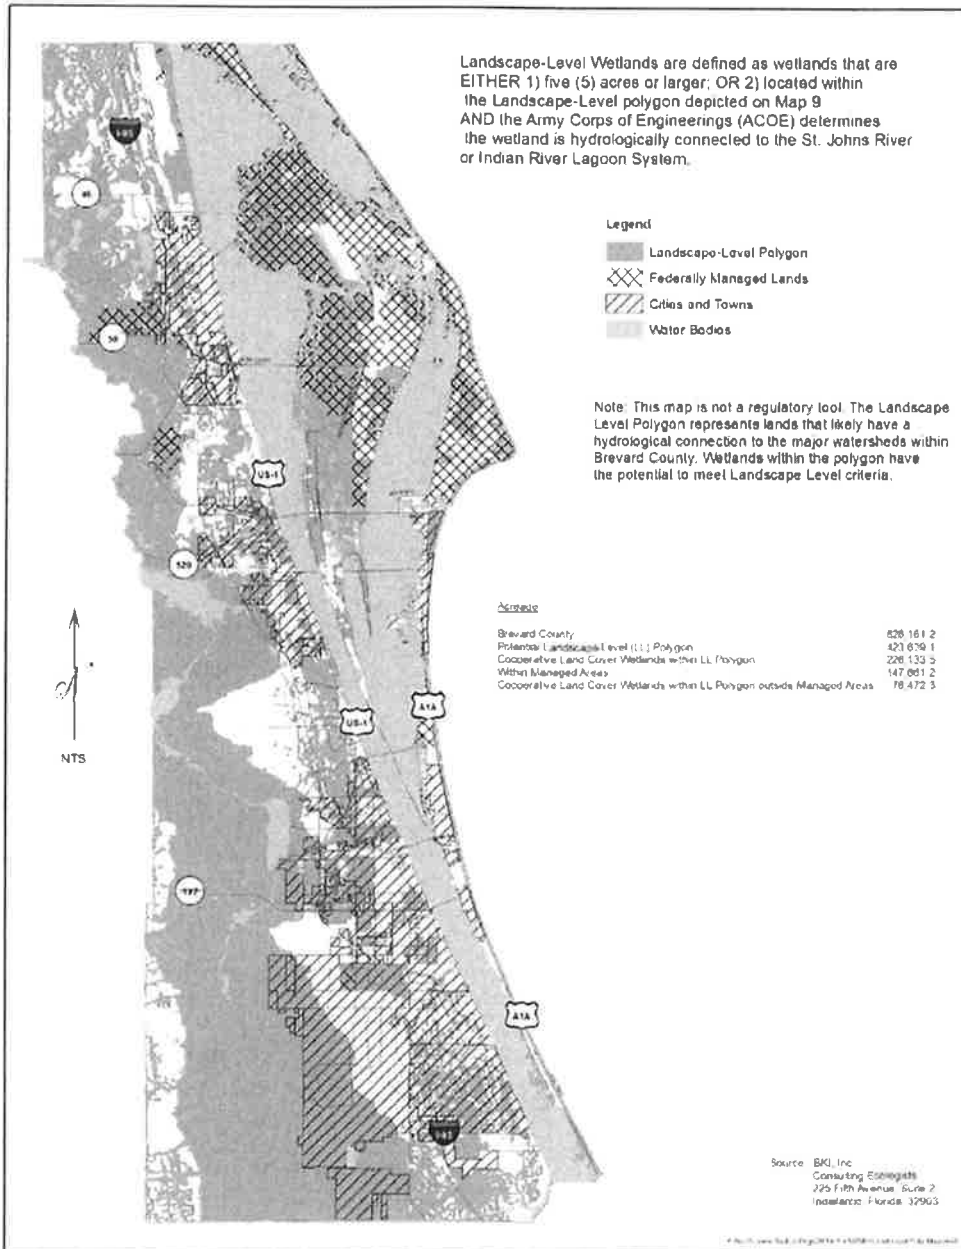 Landscape-Level Wetlands are defined as wetlands that are
EITHER 1) five (5) acres or larger; OR 2) located within
the Landscape-Level polygon depicted on Map 9
AND the Army Corps of Engineerings (ACOE) determines
the wetland is hydrologically connected to the St. Johns River
or Indian River Lagoon System.
Legend
Landscape-Level Polygon
Federally Managed Lands
Cities and Towns
Water Bodies
Note: This map is not a regulatory tool. The Landscape
Level Polygon represents lands that likely have a
hydrological connection to the major watersheds within
Brevard County. Wetlands within the polygon have
the potential to meet Landscape Level criteria.
US-1
520
Acreage
Brevard County
Potential Landscape Level (LL) Polygon
Cooperative Land Cover Wetlands within LL Polygon
Within Managed Areas
Cooperative Land Cover Wetlands within LL Polygon outside Managed Areas
NTS
US-1
A1A
A1A
Source: BKI, Inc
Consulting Ecologists
225 Fifth Avenue, Suite 2
Indialantic, Florida 32903